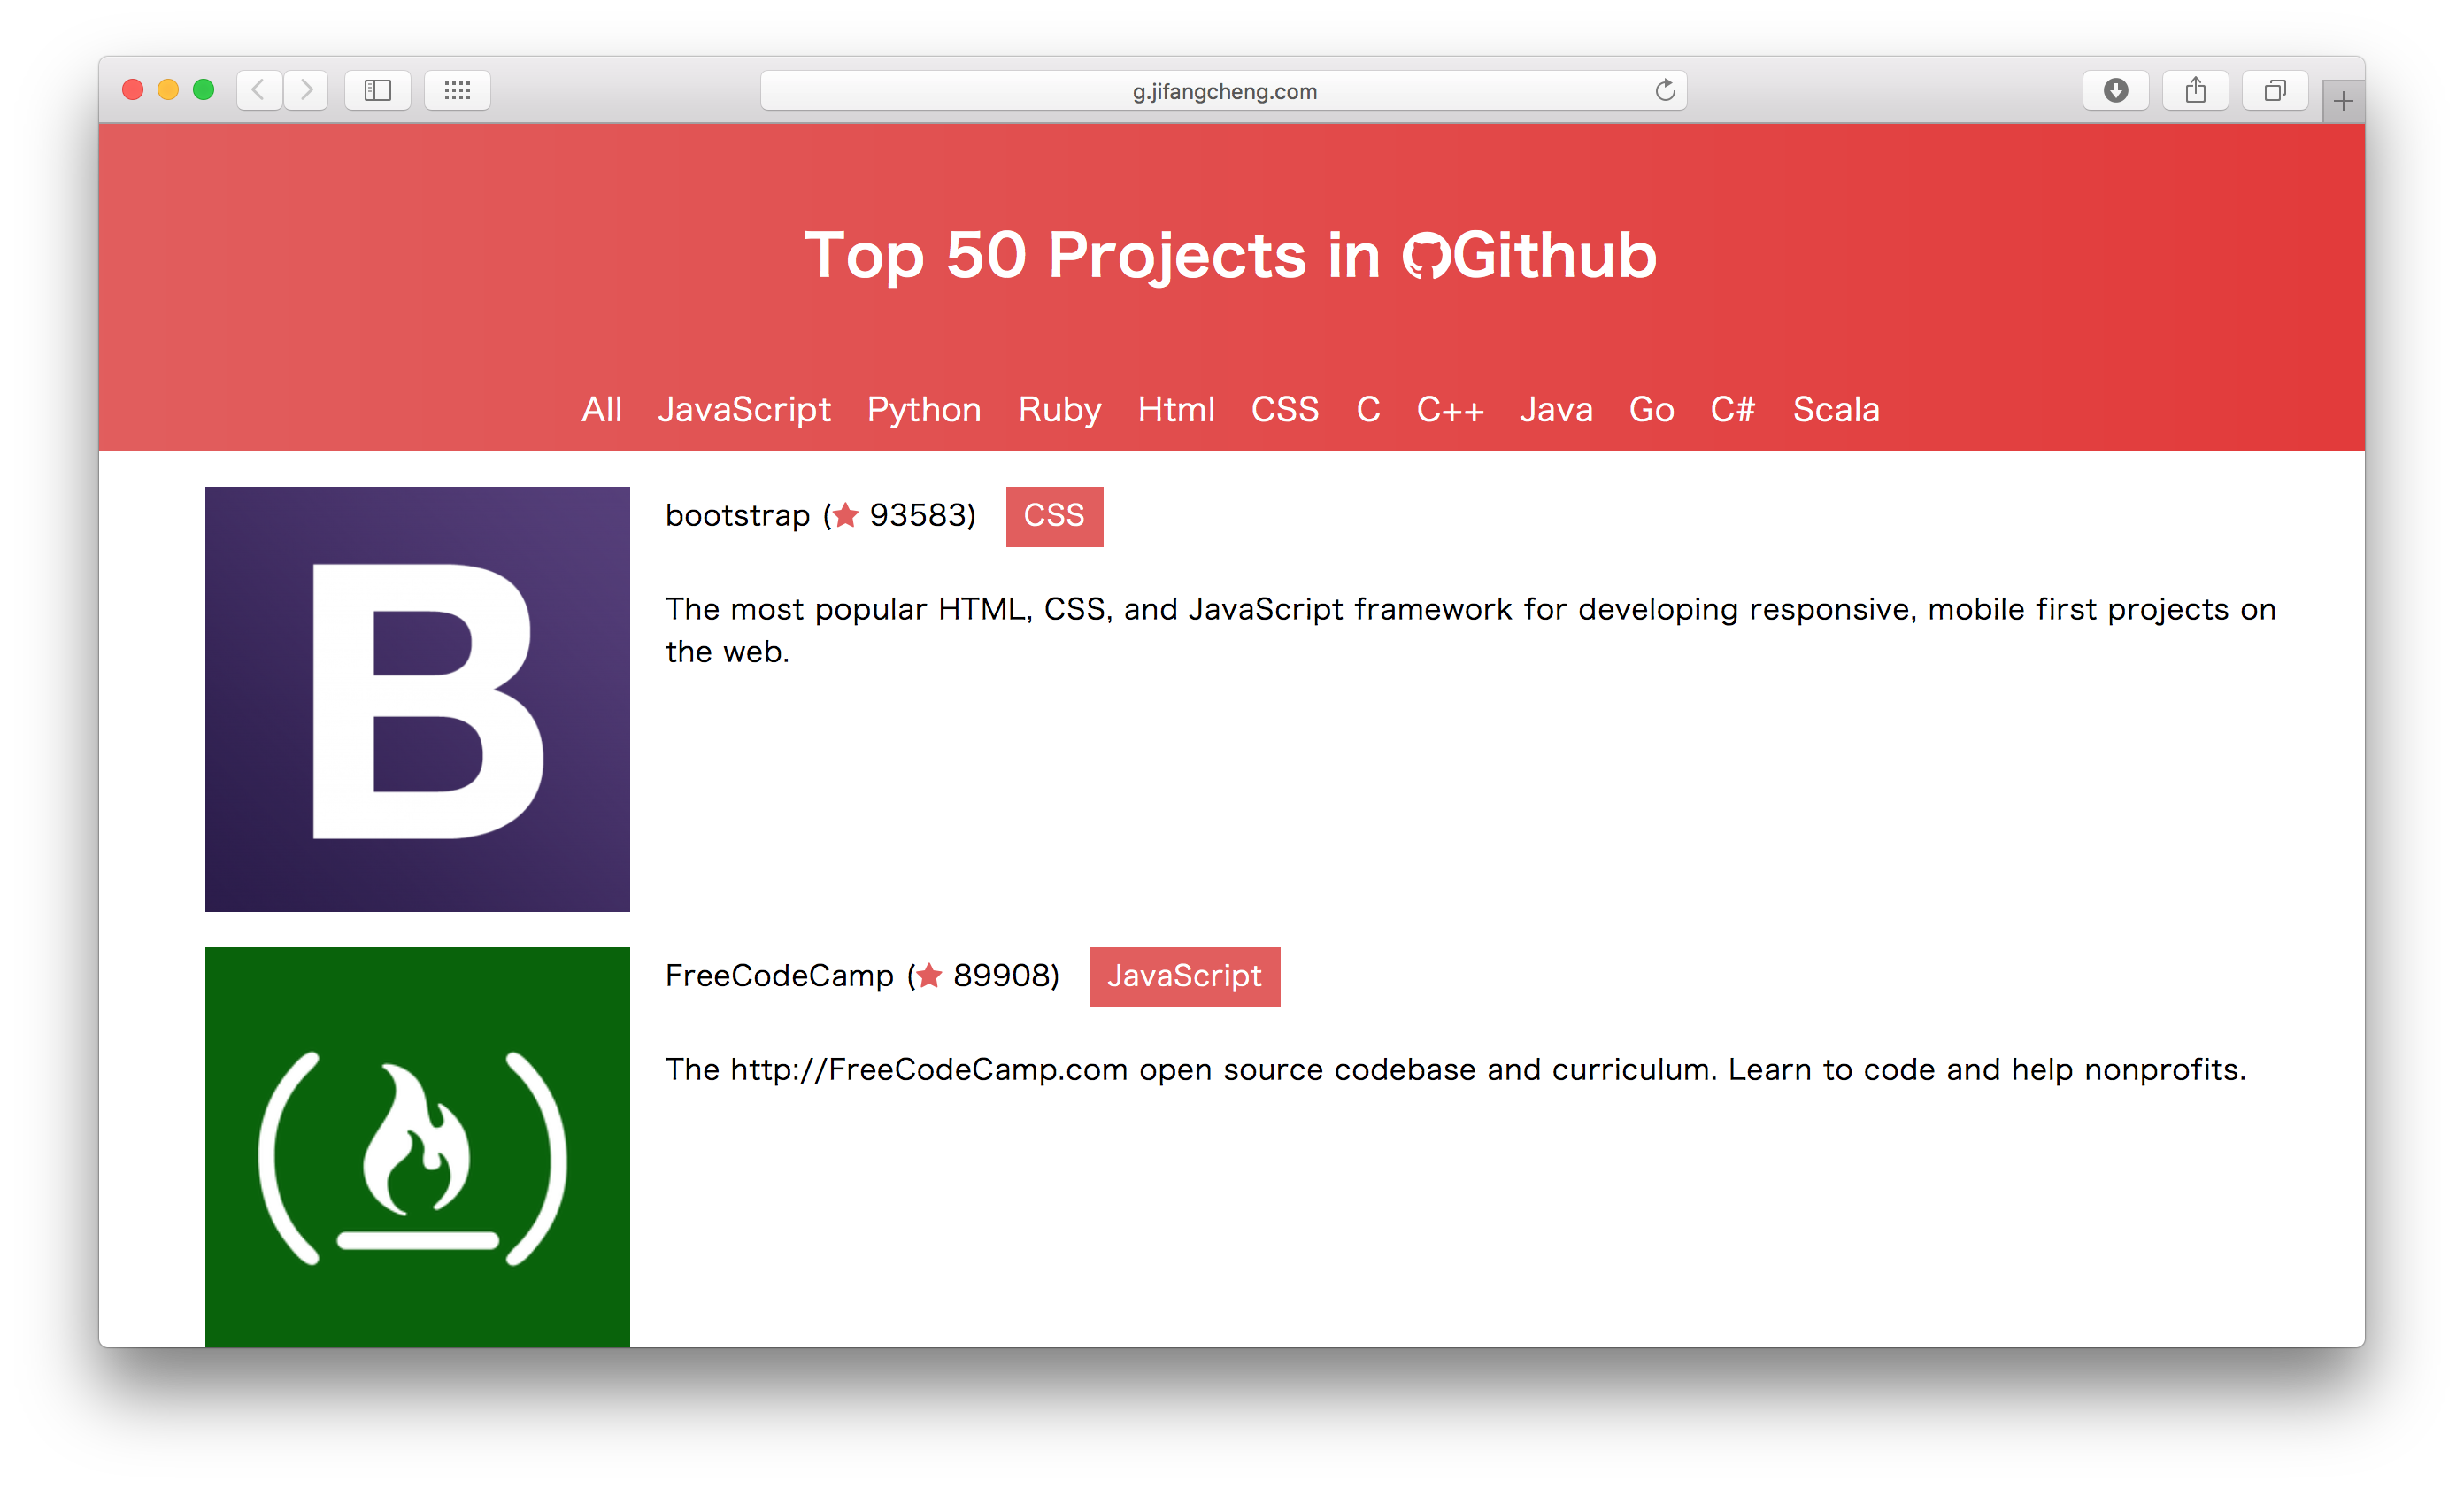 g.jifangcheng.com
Top 50 Projects in Github
All JavaScript Python Ruby Html CSS C C++ Java Go C# Scala
B
bootstrap (★ 93583) CSS
The most popular HTML, CSS, and JavaScript framework for developing responsive, mobile first projects on
the web.
FreeCodeCamp (★ 89908) JavaScript
The http://FreeCodeCamp.com open source codebase and curriculum. Learn to code and help nonprofits.